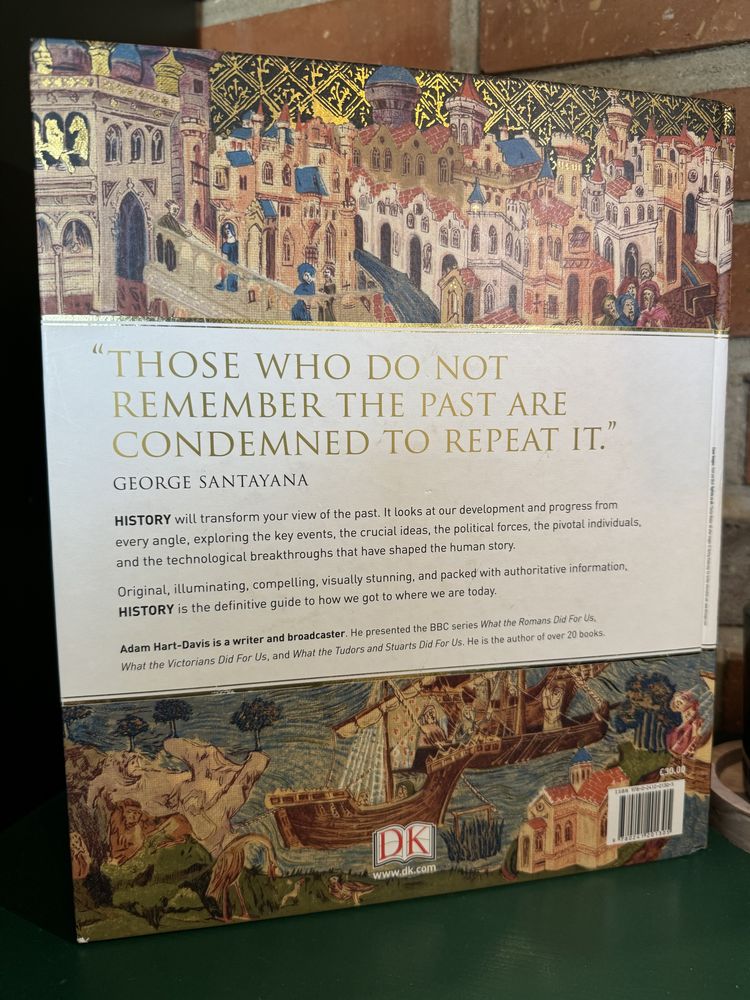 “THOSE WHO DO NOT
REMEMBER THE PAST ARE
CONDEMNED TO REPEAT IT.”
GEORGE SANTAYANA
HISTORY will transform your view of the past. It looks at our development and progress from
every angle, exploring the key events, the crucial ideas, the political forces, the pivotal individuals,
and the technological breakthroughs that have shaped the human story.
Original, illuminating, compelling, visually stunning, and packed with authoritative information,
HISTORY is the definitive guide to how we got to where we are today.
Adam Hart-Davis is a writer and broadcaster. He presented the BBC series What the Romans Did For Us,
What the Victorians Did For Us, and What the Tudors and Stuarts Did For Us. He is the author of over 20 books.
£30.00
DK
www.dk.com